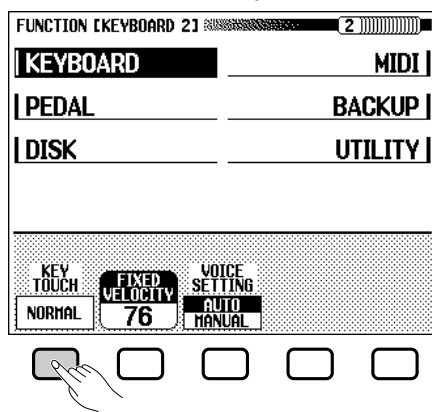 FUNCTION [KEYBOARD 2]
2
KEYBOARD
MIDI
PEDAL
BACKUP
DISK
UTILITY
KEY
TOUCH
NORMAL
FIXED
VELOCITY
76
VOICE
SETTING
AUTO
MANUAL